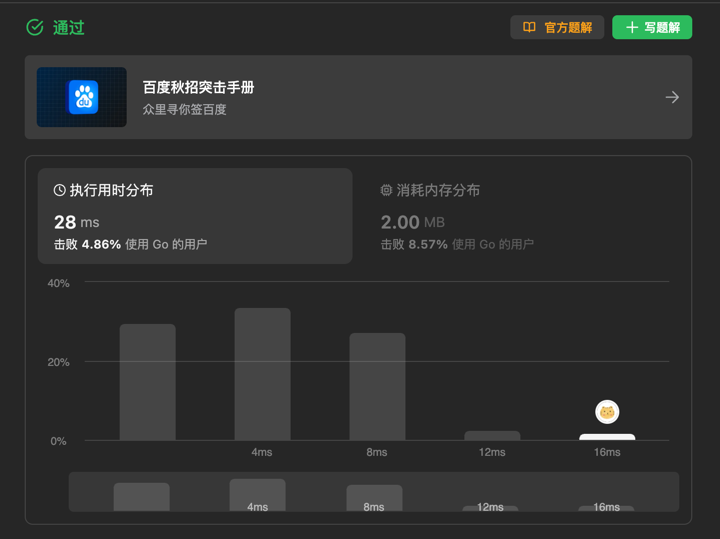 通过
官方题解
写题解
du
百度秋招突击手册
众里寻你签百度
执行用时分布
28 ms
击败 4.86% 使用 Go 的用户
消耗内存分布
2.00 MB
击败 8.57% 使用 Go 的用户
40%
20%
0%
4ms 8ms 12ms 16ms
4ms 8ms 12ms 16ms